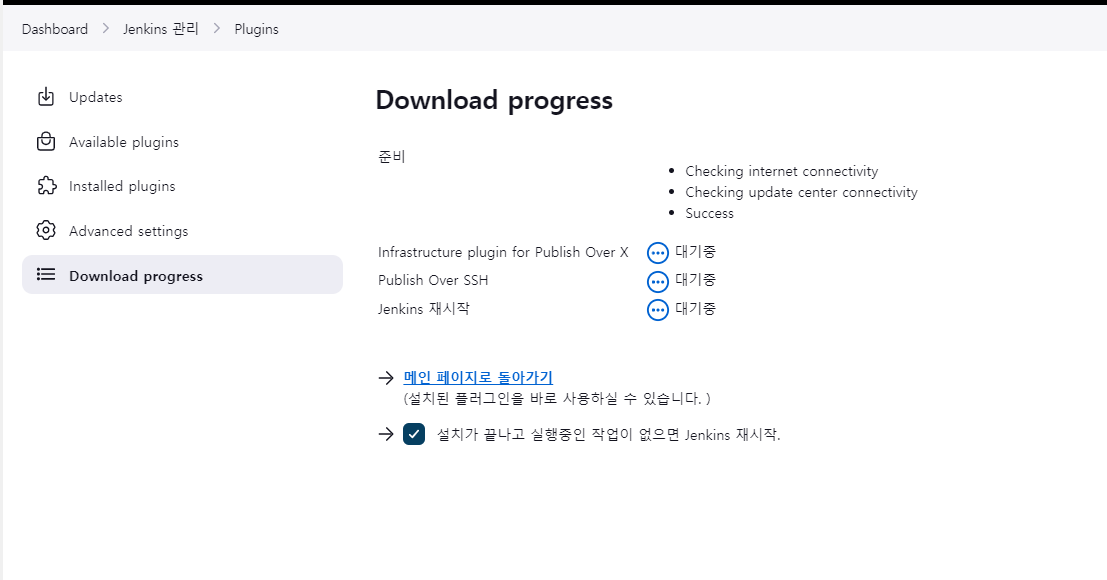 Dashboard > Jenkins 관리 > Plugins
Updates
Available plugins
Installed plugins
Advanced settings
Download progress
Download progress
준비
Checking internet connectivity
Checking update center connectivity
Success
Infrastructure plugin for Publish Over X 대기중
Publish Over SSH 대기중
Jenkins 재시작 대기중
메인 페이지로 돌아가기
(설치된 플러그인을 바로 사용하실 수 있습니다. )
설치가 끝나고 실행중인 작업이 없으면 Jenkins 재시작.